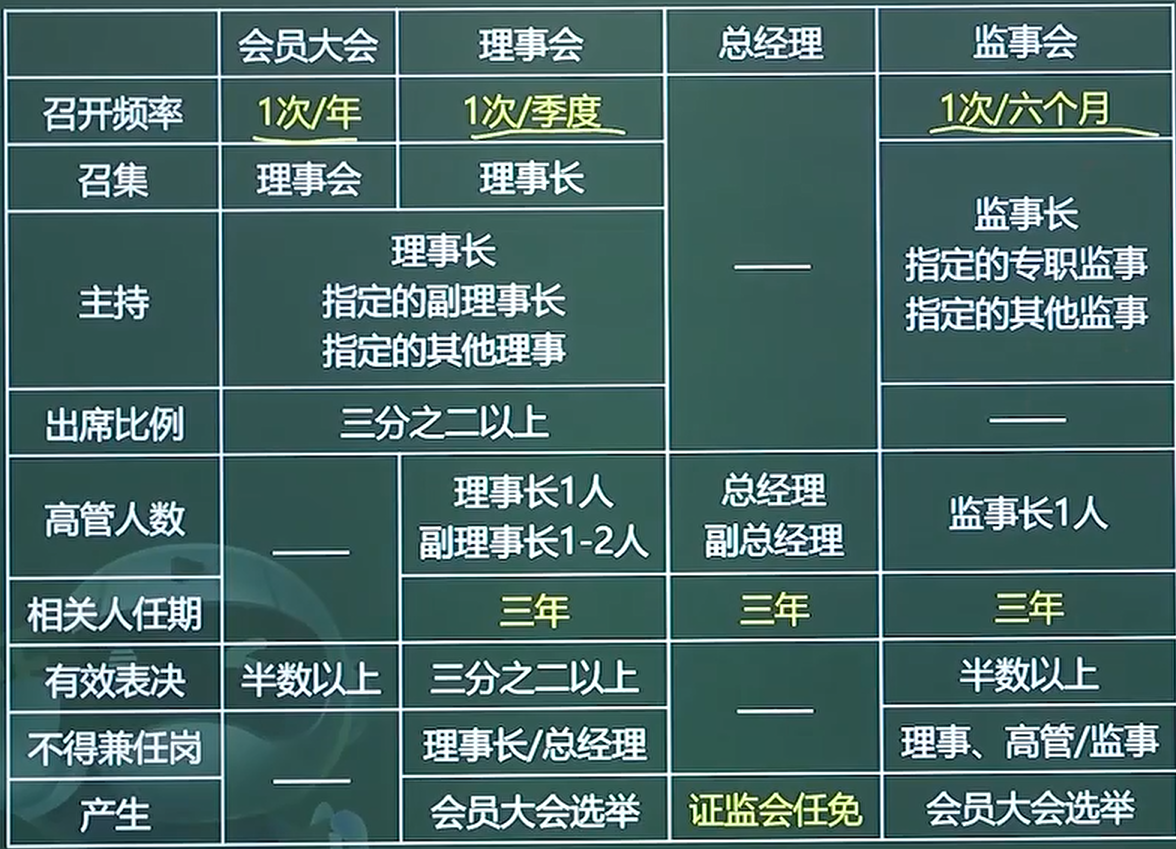 会员大会 理事会 总经理 监事会
召开频率 1次/年 1次/季度 —— 1次/六个月
召集 理事会 理事长
监事长
指定的专职监事
指定的其他监事
主持
理事长
指定的副理事长
指定的其他理事
出席比例 三分之二以上 ——
高管人数 ——
理事长1人
副理事长1-2人
总经理
副总经理
监事长1人
相关人任期 三年 三年 三年
有效表决 半数以上 三分之二以上 —— 半数以上
不得兼任岗 —— 理事长/总经理 理事、高管/监事
产生 会员大会选举 证监会任免 会员大会选举